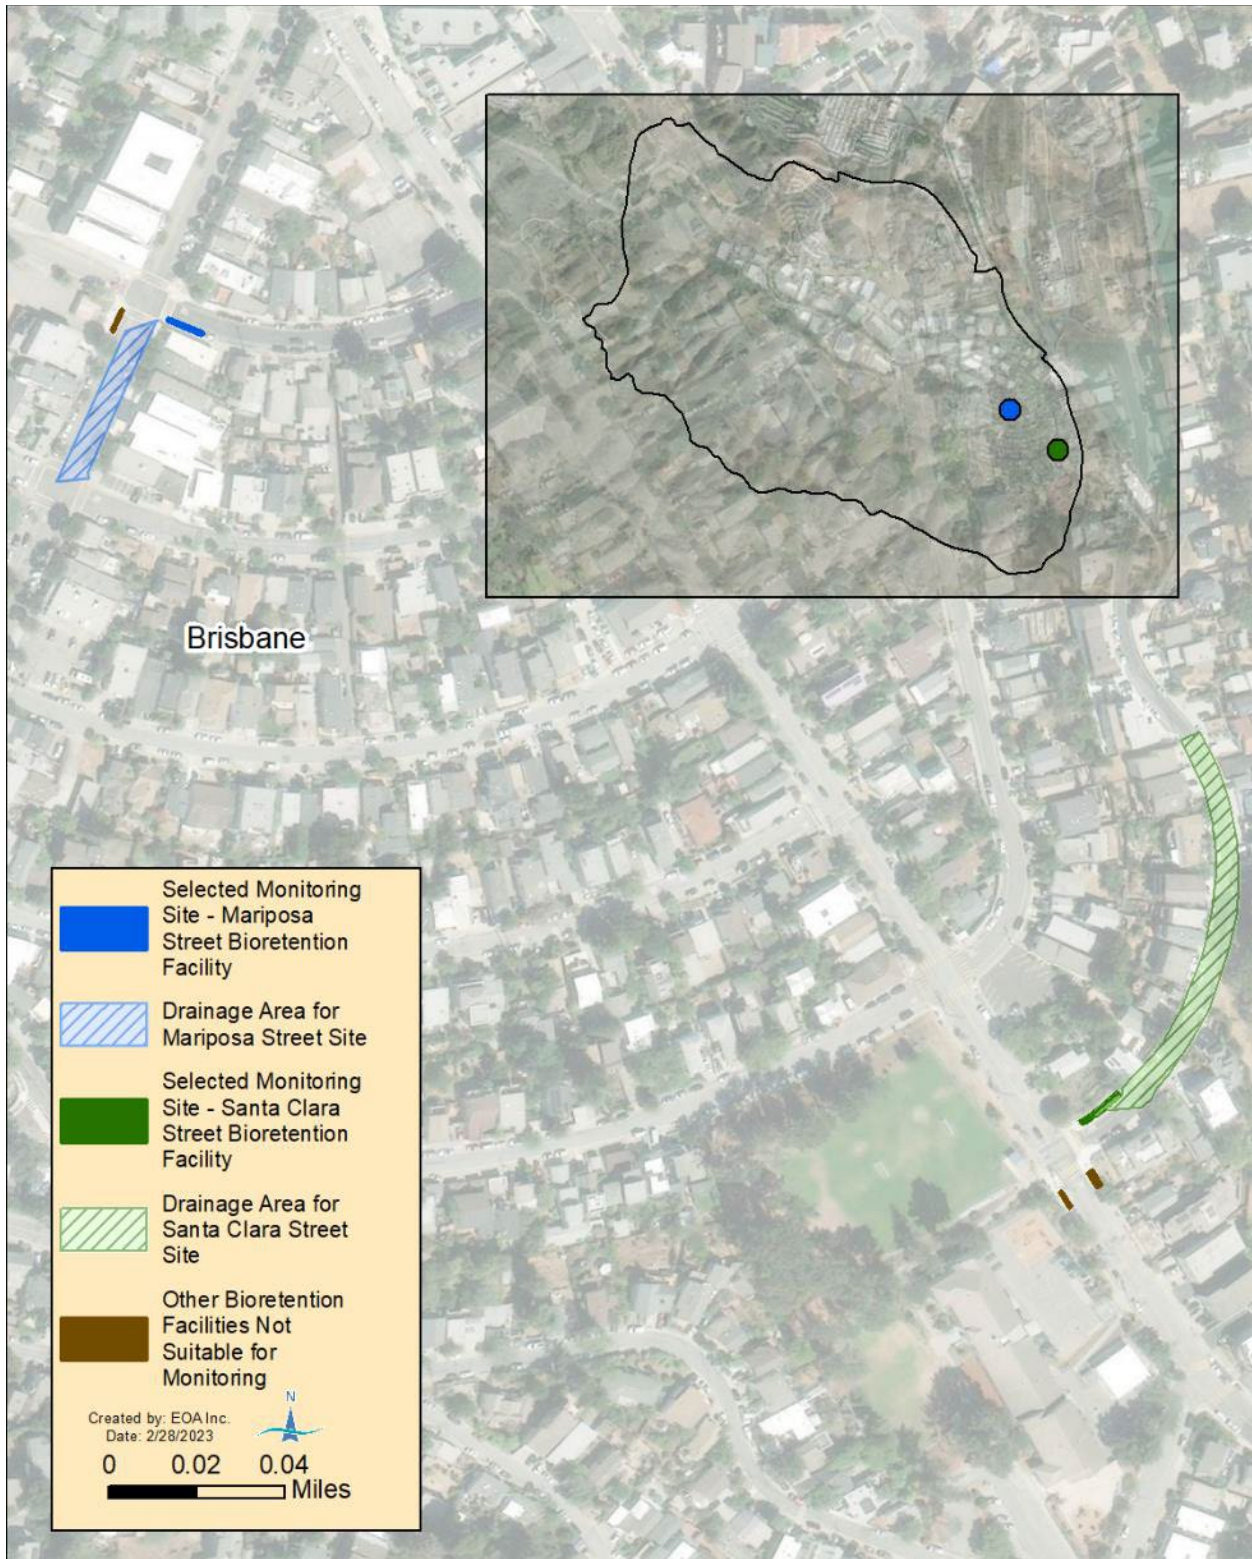 Brisbane
Selected Monitoring
Site - Mariposa
Street Bioretention
Facility
Drainage Area for
Mariposa Street Site
Selected Monitoring
Site - Santa Clara
Street Bioretention
Facility
Drainage Area for
Santa Clara Street
Site
Other Bioretention
Facilities Not
Suitable for
Monitoring
N
Created by: EOA Inc.
Date: 2/28/2023
0 0.02 0.04
Miles